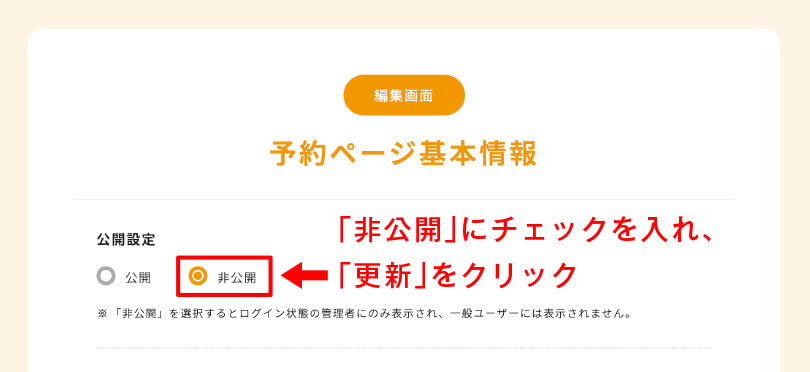 編集画面
予約ページ基本情報
「非公開」にチェックを入れ、
公開設定
「更新」をクリック
公開
非公開
※「非公開」を選択するとログイン状態の管理者にのみ表示され、一般ユーザーには表示されません。